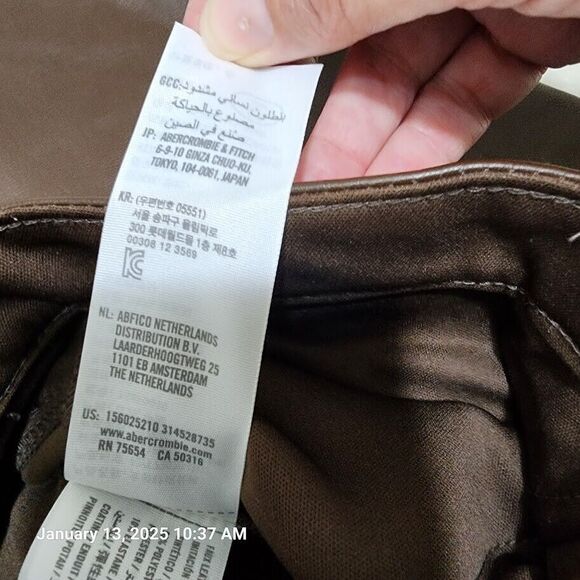 GCC: بنطلون نسائي مشدود
مصنوع بالحياكة
صنع في الصين
JP: ABERCROMBIE & FITCH
6-9-10 GINZA CHUO-KU,
TOKYO, 104-0061, JAPAN
KR: (우편번호 05551)
서울 송파구 올림픽로
300 롯데월드몰 1층 제8호
00308 12 3569
NL: ABFICO NETHERLANDS
DISTRIBUTION B.V.
LAARDERHOOGTWEG 25
1101 EB AMSTERDAM
THE NETHERLANDS
US: 156025210 314528735
www.abercrombie.com
RN 75654 CA 50316
January 13, 2025 10:37 AM